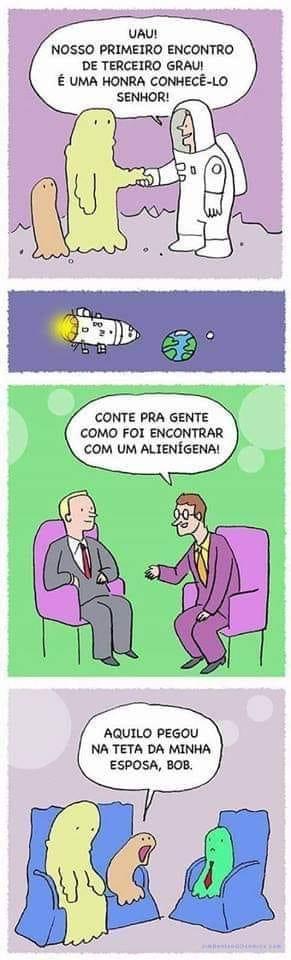 UAU!
NOSSO PRIMEIRO ENCONTRO
DE TERCEIRO GRAU!
É UMA HONRA CONHECÊ-LO
SENHOR!
CONTE PRA GENTE
COMO FOI ENCONTRAR
COM UM ALIENÍGENA!
AQUILO PEGOU
NA TETA DA MINHA
ESPOSA, BOB.